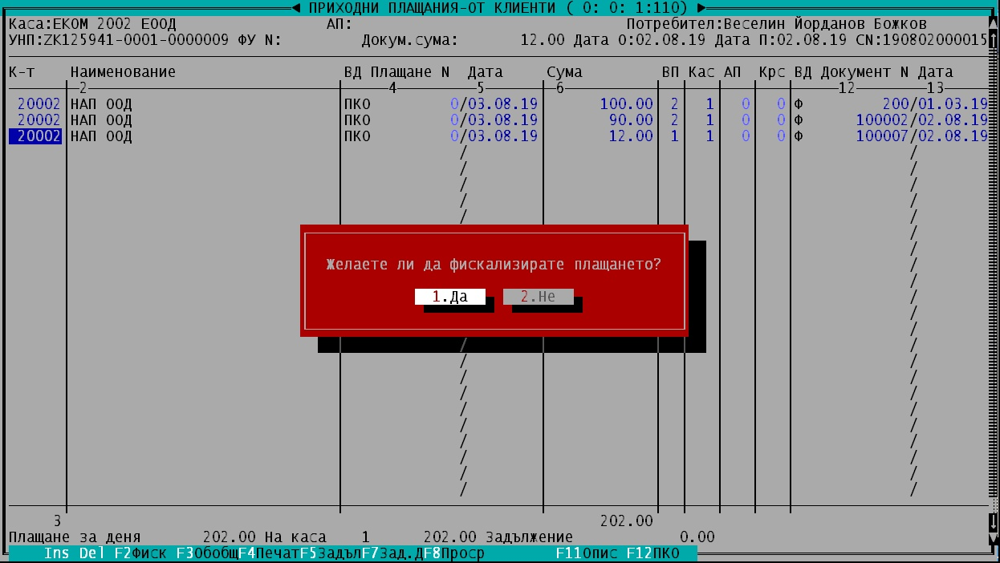 ПРИХОДНИ ПЛАЩАНИЯ-ОТ КЛИЕНТИ ( 0: 0: 1:110)
Каса:ЕКОМ 2002 ЕООД АП: Потребител:Веселин Йорданов Божков
УНП:ZK125941-0001-0000009 ФУ N: Докум.сума: 12.00 Дата О:02.08.19 Дата П:02.08.19 CN:190802000015
К-т Наименование ВД Плащане N Дата Сума ВП Кас АП Крс ВД Документ N Дата
2 4 5 6 12 13
20002 НАП ООД ПКО 0/03.08.19 100.00 2 1 0 0 Ф 200/01.03.19
20002 НАП ООД ПКО 0/03.08.19 90.00 2 1 0 0 Ф 100002/02.08.19
20002 НАП ООД ПКО 0/03.08.19 12.00 1 1 0 0 Ф 100007/02.08.19
Желаете ли да фискализирате плащането?
1.Да 2.Не
3 202.00
Плащане за деня 202.00 На каса 1 202.00 Задължение 0.00
Ins Del F2Фиск F3ОбобщF4ПечатF5ЗадълF7Зад.ДF8Проср F11Опис F12ПКО